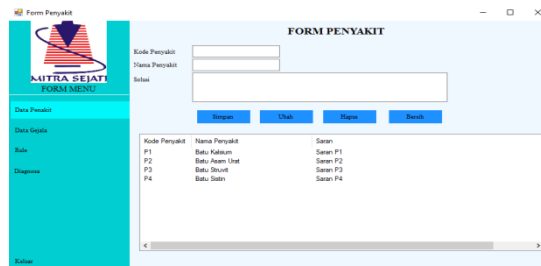 Form Penyakit
MITRA SEJATI
FORM MENU
Data Penakit
Data Gejala
Rule
Diagnosa
Keluar
FORM PENYAKIT
Kode Penyakit
Nama Penyakit
Solusi
Simpan Ubah Hapus Bersih
Kode Penyakit Nama Penyakit Saran
P1 Batu Kalsium Saran P1
P2 Batu Asam Urat Saran P2
P3 Batu Struvit Saran P3
P4 Batu Sistin Saran P4